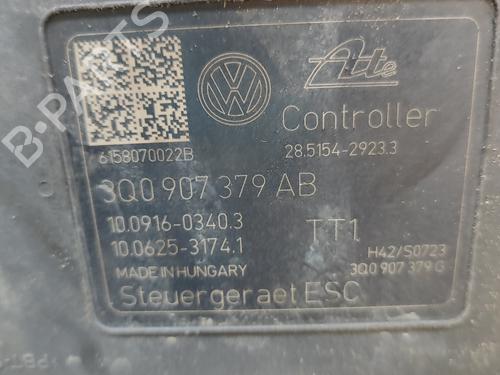 B-PARTS
Ate
Controller
6158070022B
28.5154-2923.3
3Q0 907 379 AB
10.0916-0340.3
TT1
10.0625-3174.1
H42/S0723
MADE IN HUNGARY
3Q0 907 379 G
Steuergeraet ESC